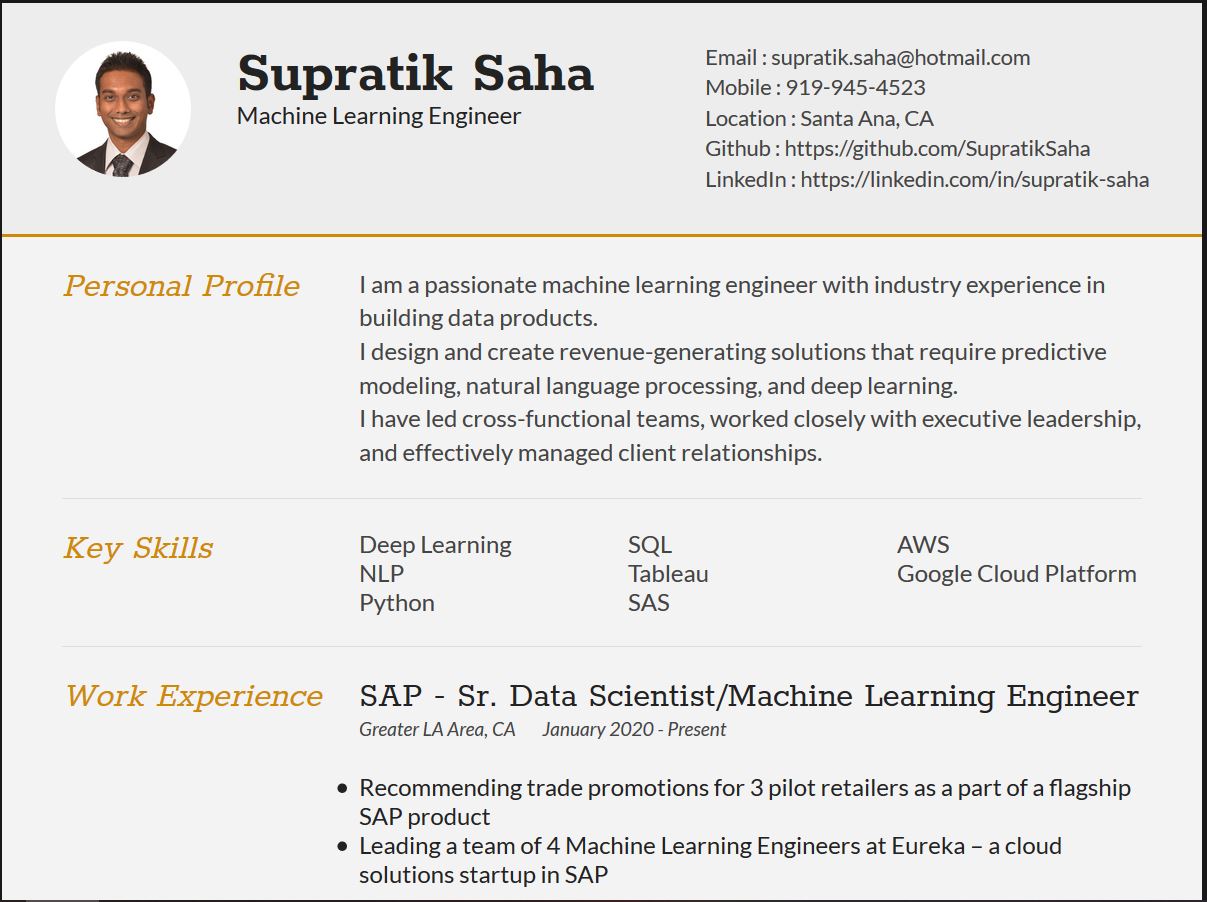 Supratik Saha
Machine Learning Engineer
Email : supratik.saha@hotmail.com
Mobile : 919-945-4523
Location : Santa Ana, CA
Github : https://github.com/SupratikSaha
LinkedIn : https://linkedin.com/in/supratik-saha
Personal Profile
I am a passionate machine learning engineer with industry experience in
building data products.
I design and create revenue-generating solutions that require predictive
modeling, natural language processing, and deep learning.
I have led cross-functional teams, worked closely with executive leadership,
and effectively managed client relationships.
Key Skills
Deep Learning
NLP
Python
SQL
Tableau
SAS
AWS
Google Cloud Platform
Work Experience
SAP - Sr. Data Scientist/Machine Learning Engineer
Greater LA Area, CA January 2020 - Present
• Recommending trade promotions for 3 pilot retailers as a part of a flagship
SAP product
• Leading a team of 4 Machine Learning Engineers at Eureka – a cloud
solutions startup in SAP